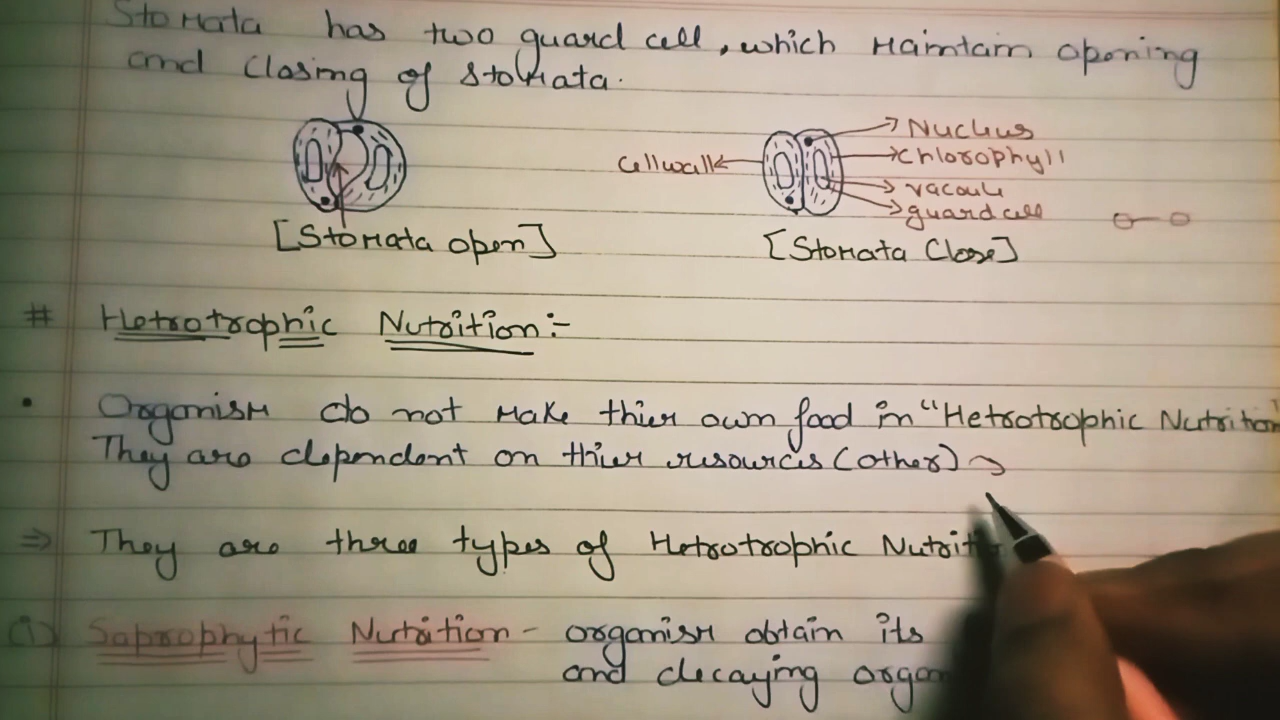 Stomata has two guard cell, which maintain opening
and closing of stomata.
Nucleus
Cellwall
Chlorophyll
vacoule
guard cell
[Stomata open]
[Stomata Close]
# Hetrotrophic Nutrition:-
• Organism do not make thier own food in "Hetrotrophic Nutrition
They are dependent on thier resources (other)
⇒ They are three types of Hetrotrophic
(i) Saprophytic Nutrition - organism obtain its
and decaying